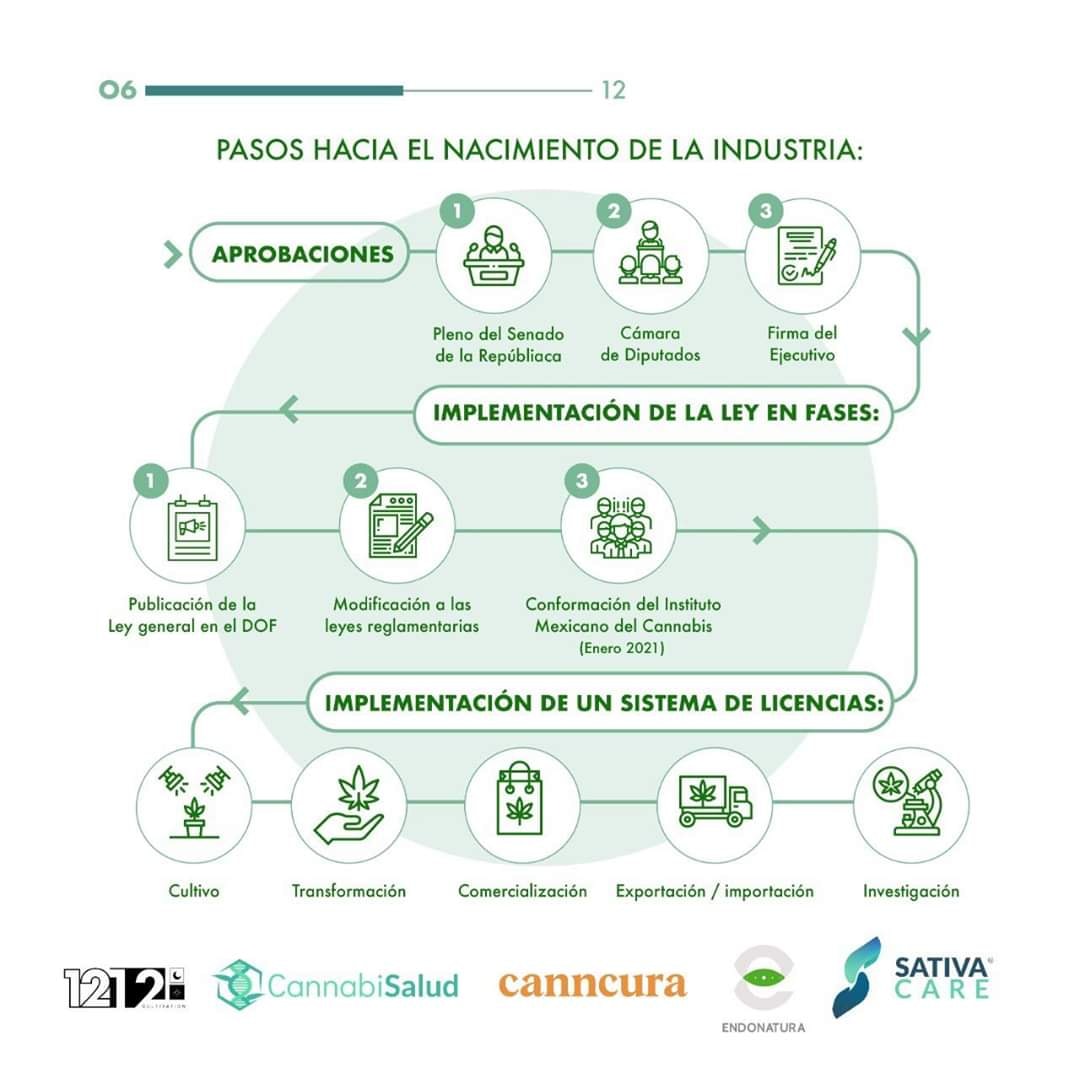 06 12
PASOS HACIA EL NACIMIENTO DE LA INDUSTRIA:
APROBACIONES
1
2
3
Pleno del Senado
de la Repúbliaca
Cámara
de Diputados
Firma del
Ejecutivo
IMPLEMENTACIÓN DE LA LEY EN FASES:
1
2
3
Publicación de la
Ley general en el DOF
Modificación a las
leyes reglamentarias
Conformación del Instituto
Mexicano del Cannabis
(Enero 2021)
IMPLEMENTACIÓN DE UN SISTEMA DE LICENCIAS:
Cultivo
Transformación
Comercialización
Exportación / importación
Investigación
1212
CULTIVATION
CannabiSalud
canncura
ENDONATURA
SATIVA
CARE